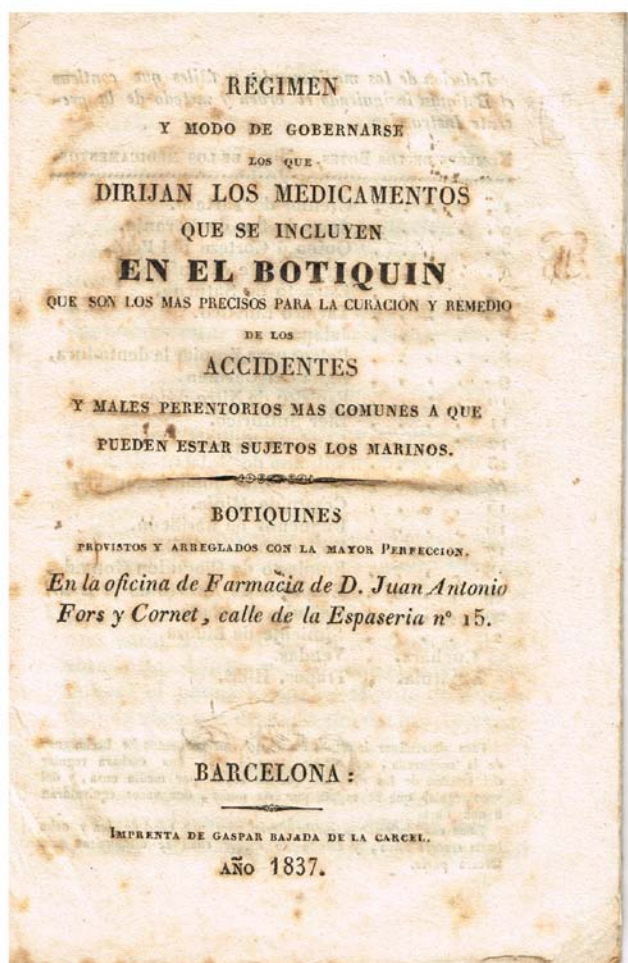 RÉGIMEN
Y MODO DE GOBERNARSE
LOS QUE
DIRIJAN LOS MEDICAMENTOS
QUE SE INCLUYEN
EN EL BOTIQUIN
QUE SON LOS MAS PRECISOS PARA LA CURACION Y REMEDIO
DE LOS
ACCIDENTES
Y MALES PERENTORIOS MAS COMUNES A QUE
PUEDEN ESTAR SUJETOS LOS MARINOS.
BOTIQUINES
PROVISTOS Y ARREGLADOS CON LA MAYOR PERFECCION.
En la oficina de Farmacia de D. Juan Antonio
Fors y Cornet, calle de la Espaseria nº 15.
BARCELONA:
IMPRENTA DE GASPAR BAJADA DE LA CARCEL.
AÑO 1837.